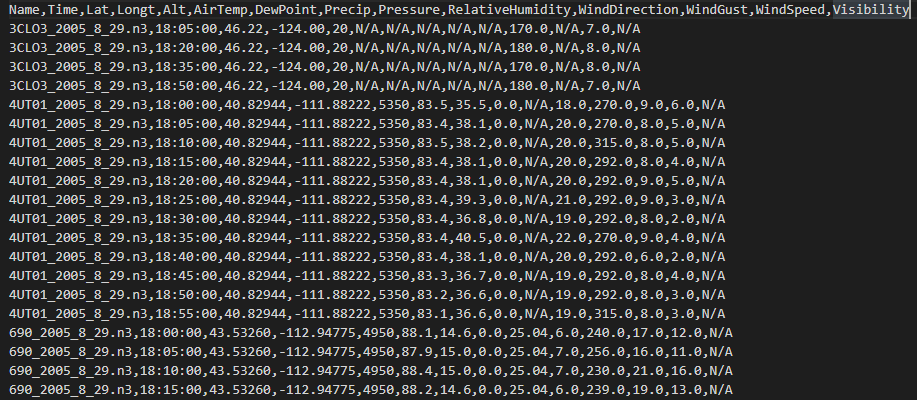 Name,Time,Lat,Longt,Alt,AirTemp,DewPoint,Precip,Pressure,RelativeHumidity,WindDirection,WindGust,WindSpeed,Visibility
3CLO3_2005_8_29.n3,18:05:00,46.22,-124.00,20,N/A,N/A,N/A,N/A,N/A,170.0,N/A,7.0,N/A
3CLO3_2005_8_29.n3,18:20:00,46.22,-124.00,20,N/A,N/A,N/A,N/A,N/A,180.0,N/A,8.0,N/A
3CLO3_2005_8_29.n3,18:35:00,46.22,-124.00,20,N/A,N/A,N/A,N/A,N/A,170.0,N/A,8.0,N/A
3CLO3_2005_8_29.n3,18:50:00,46.22,-124.00,20,N/A,N/A,N/A,N/A,N/A,180.0,N/A,7.0,N/A
4UT01_2005_8_29.n3,18:00:00,40.82944,-111.88222,5350,83.5,35.5,0.0,N/A,18.0,270.0,9.0,6.0,N/A
4UT01_2005_8_29.n3,18:05:00,40.82944,-111.88222,5350,83.4,38.1,0.0,N/A,20.0,270.0,8.0,5.0,N/A
4UT01_2005_8_29.n3,18:10:00,40.82944,-111.88222,5350,83.5,38.2,0.0,N/A,20.0,315.0,8.0,5.0,N/A
4UT01_2005_8_29.n3,18:15:00,40.82944,-111.88222,5350,83.4,38.1,0.0,N/A,20.0,292.0,8.0,4.0,N/A
4UT01_2005_8_29.n3,18:20:00,40.82944,-111.88222,5350,83.4,38.1,0.0,N/A,20.0,292.0,9.0,5.0,N/A
4UT01_2005_8_29.n3,18:25:00,40.82944,-111.88222,5350,83.4,39.3,0.0,N/A,21.0,292.0,9.0,3.0,N/A
4UT01_2005_8_29.n3,18:30:00,40.82944,-111.88222,5350,83.4,36.8,0.0,N/A,19.0,292.0,8.0,2.0,N/A
4UT01_2005_8_29.n3,18:35:00,40.82944,-111.88222,5350,83.4,40.5,0.0,N/A,22.0,270.0,9.0,4.0,N/A
4UT01_2005_8_29.n3,18:40:00,40.82944,-111.88222,5350,83.4,38.1,0.0,N/A,20.0,292.0,6.0,2.0,N/A
4UT01_2005_8_29.n3,18:45:00,40.82944,-111.88222,5350,83.3,36.7,0.0,N/A,19.0,292.0,8.0,4.0,N/A
4UT01_2005_8_29.n3,18:50:00,40.82944,-111.88222,5350,83.2,36.6,0.0,N/A,19.0,292.0,8.0,3.0,N/A
4UT01_2005_8_29.n3,18:55:00,40.82944,-111.88222,5350,83.1,36.6,0.0,N/A,19.0,315.0,8.0,3.0,N/A
690_2005_8_29.n3,18:00:00,43.53260,-112.94775,4950,88.1,14.6,0.0,25.04,6.0,240.0,17.0,12.0,N/A
690_2005_8_29.n3,18:05:00,43.53260,-112.94775,4950,87.9,15.0,0.0,25.04,7.0,256.0,16.0,11.0,N/A
690_2005_8_29.n3,18:10:00,43.53260,-112.94775,4950,88.4,15.0,0.0,25.04,7.0,230.0,21.0,16.0,N/A
690_2005_8_29.n3,18:15:00,43.53260,-112.94775,4950,88.2,14.6,0.0,25.04,6.0,239.0,19.0,13.0,N/A